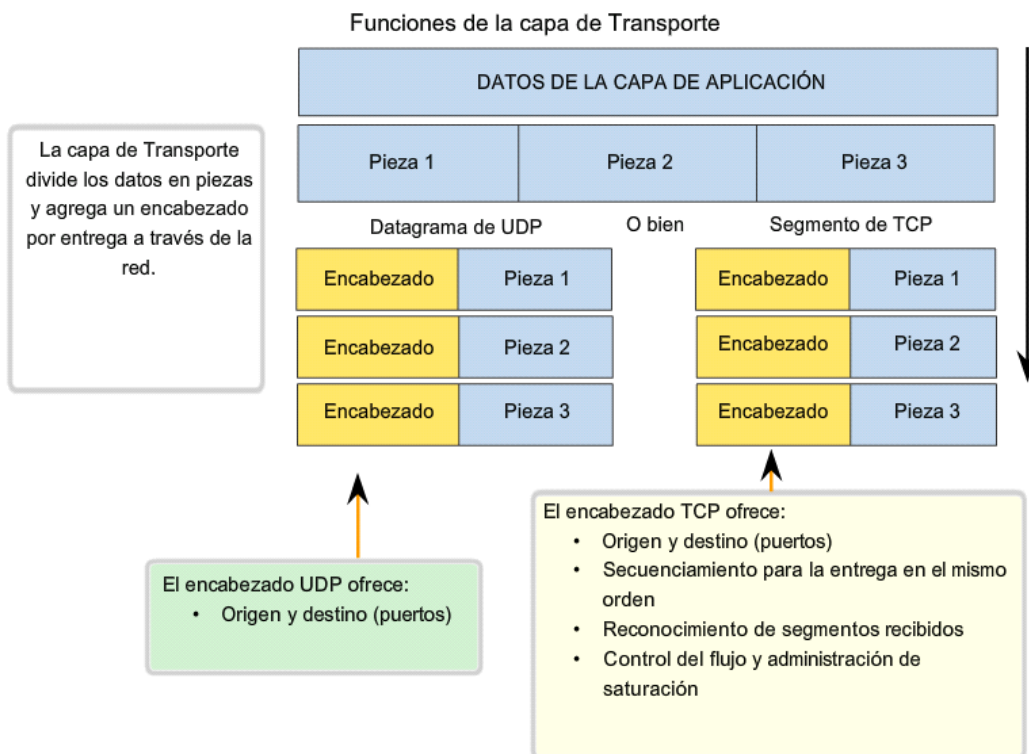 Funciones de la capa de Transporte
DATOS DE LA CAPA DE APLICACIÓN
La capa de Transporte
divide los datos en piezas
y agrega un encabezado
por entrega a través de la
red.
Pieza 1 Pieza 2 Pieza 3
Datagrama de UDP O bien Segmento de TCP
Encabezado Pieza 1 Encabezado Pieza 1
Encabezado Pieza 2 Encabezado Pieza 2
Encabezado Pieza 3 Encabezado Pieza 3
El encabezado UDP ofrece:
• Origen y destino (puertos)
El encabezado TCP ofrece:
• Origen y destino (puertos)
• Secuenciamiento para la entrega en el mismo
orden
• Reconocimiento de segmentos recibidos
• Control del flujo y administración de
saturación